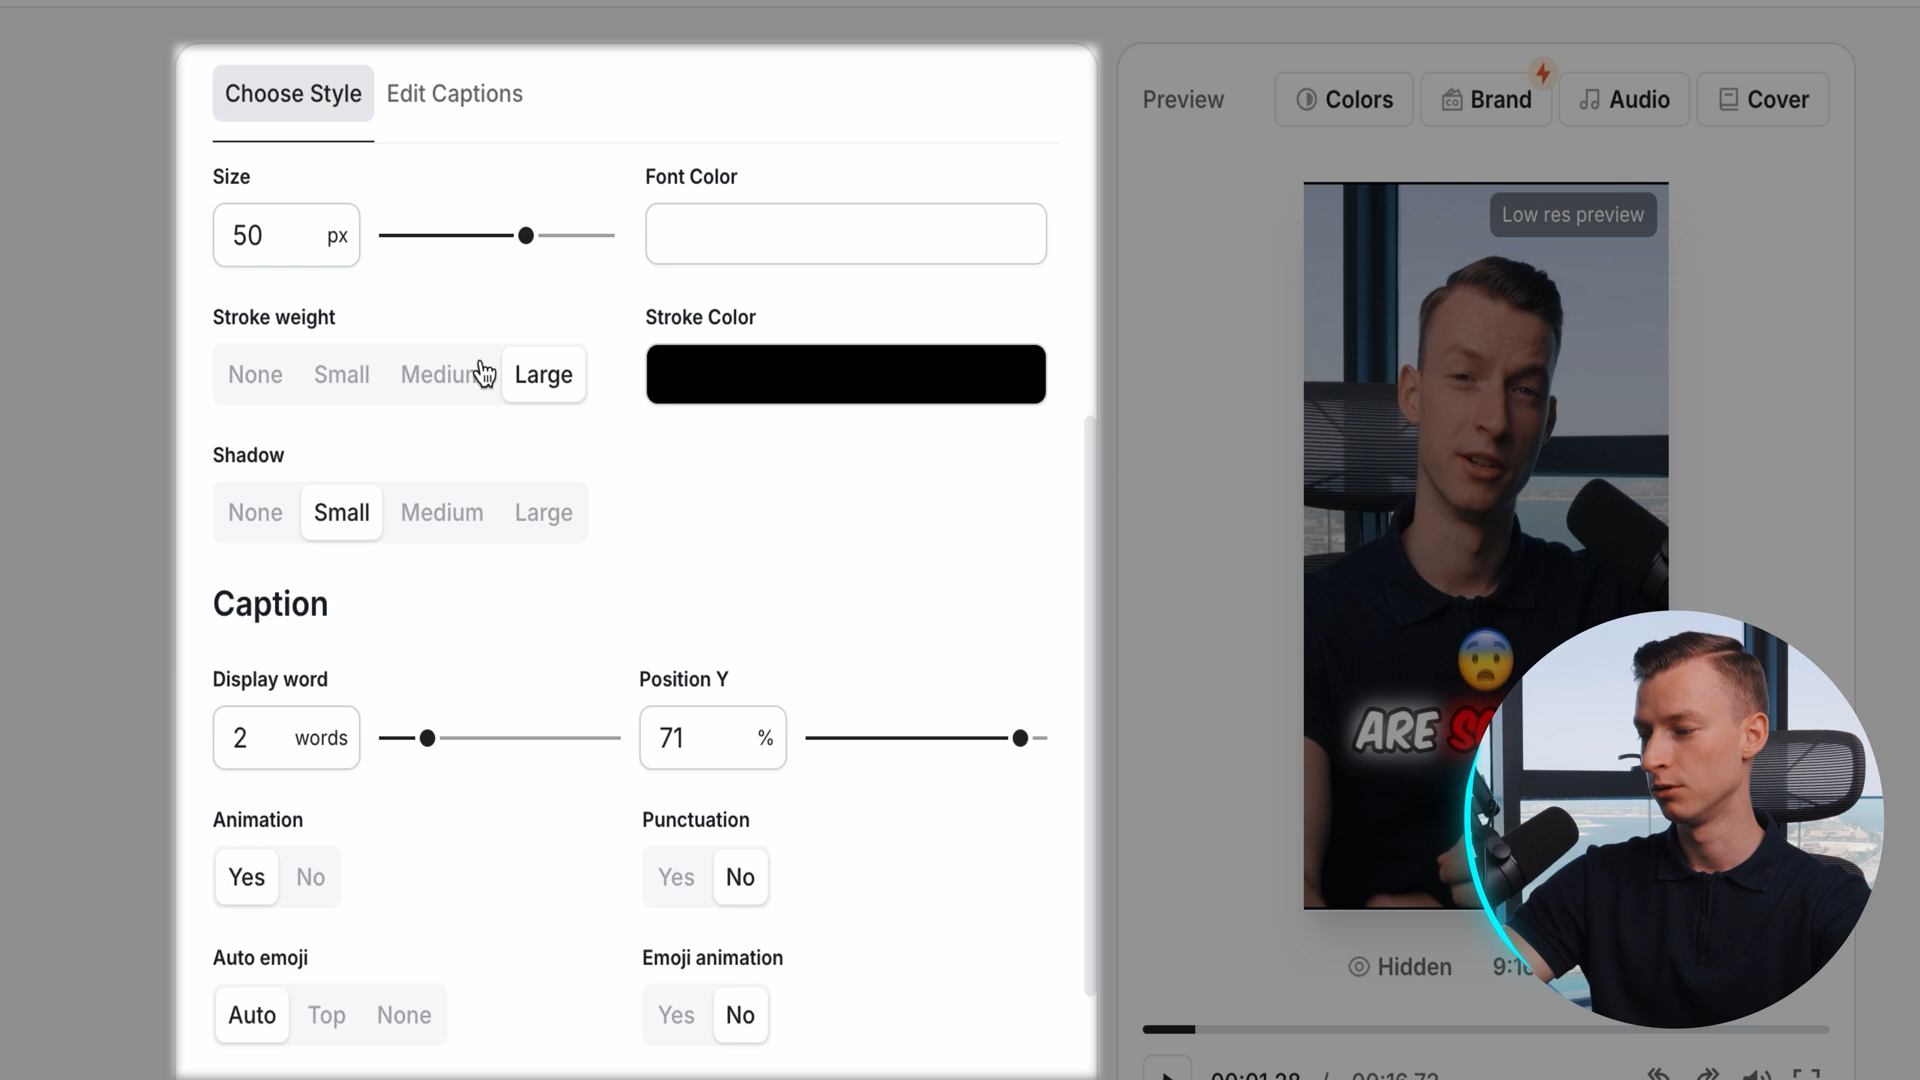 Choose Style Edit Captions
Size
50 px
Font Color
Stroke weight
None Small Medium Large
Stroke Color
Shadow
None Small Medium Large
Caption
Display word
2 words
Position Y
71 %
Animation
Yes No
Punctuation
Yes No
Auto emoji
Auto Top None
Emoji animation
Yes No
Preview Colors Brand Audio Cover
Low res preview
ARE
Hidden